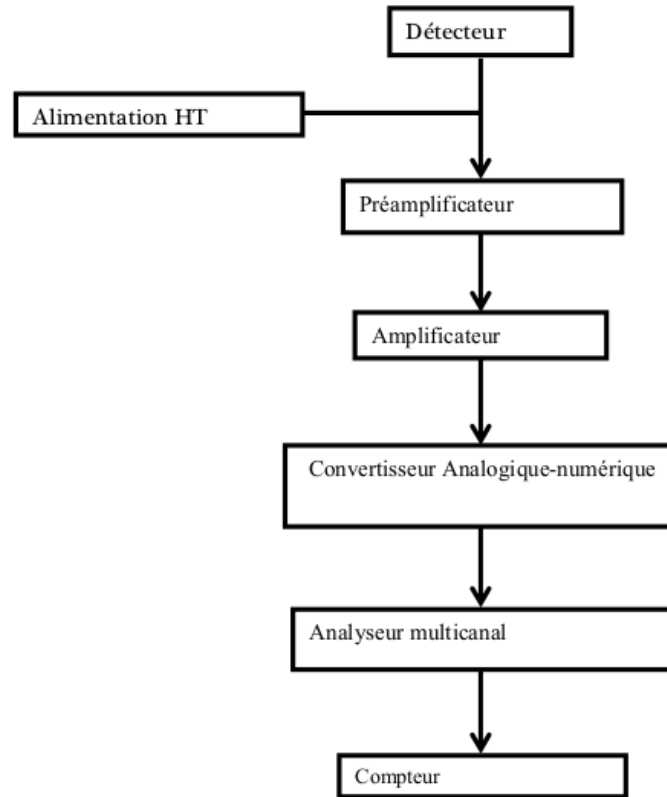 Détecteur
Alimentation HT
Préamplificateur
Amplificateur
Convertisseur Analogique-numérique
Analyseur multicanal
Compteur